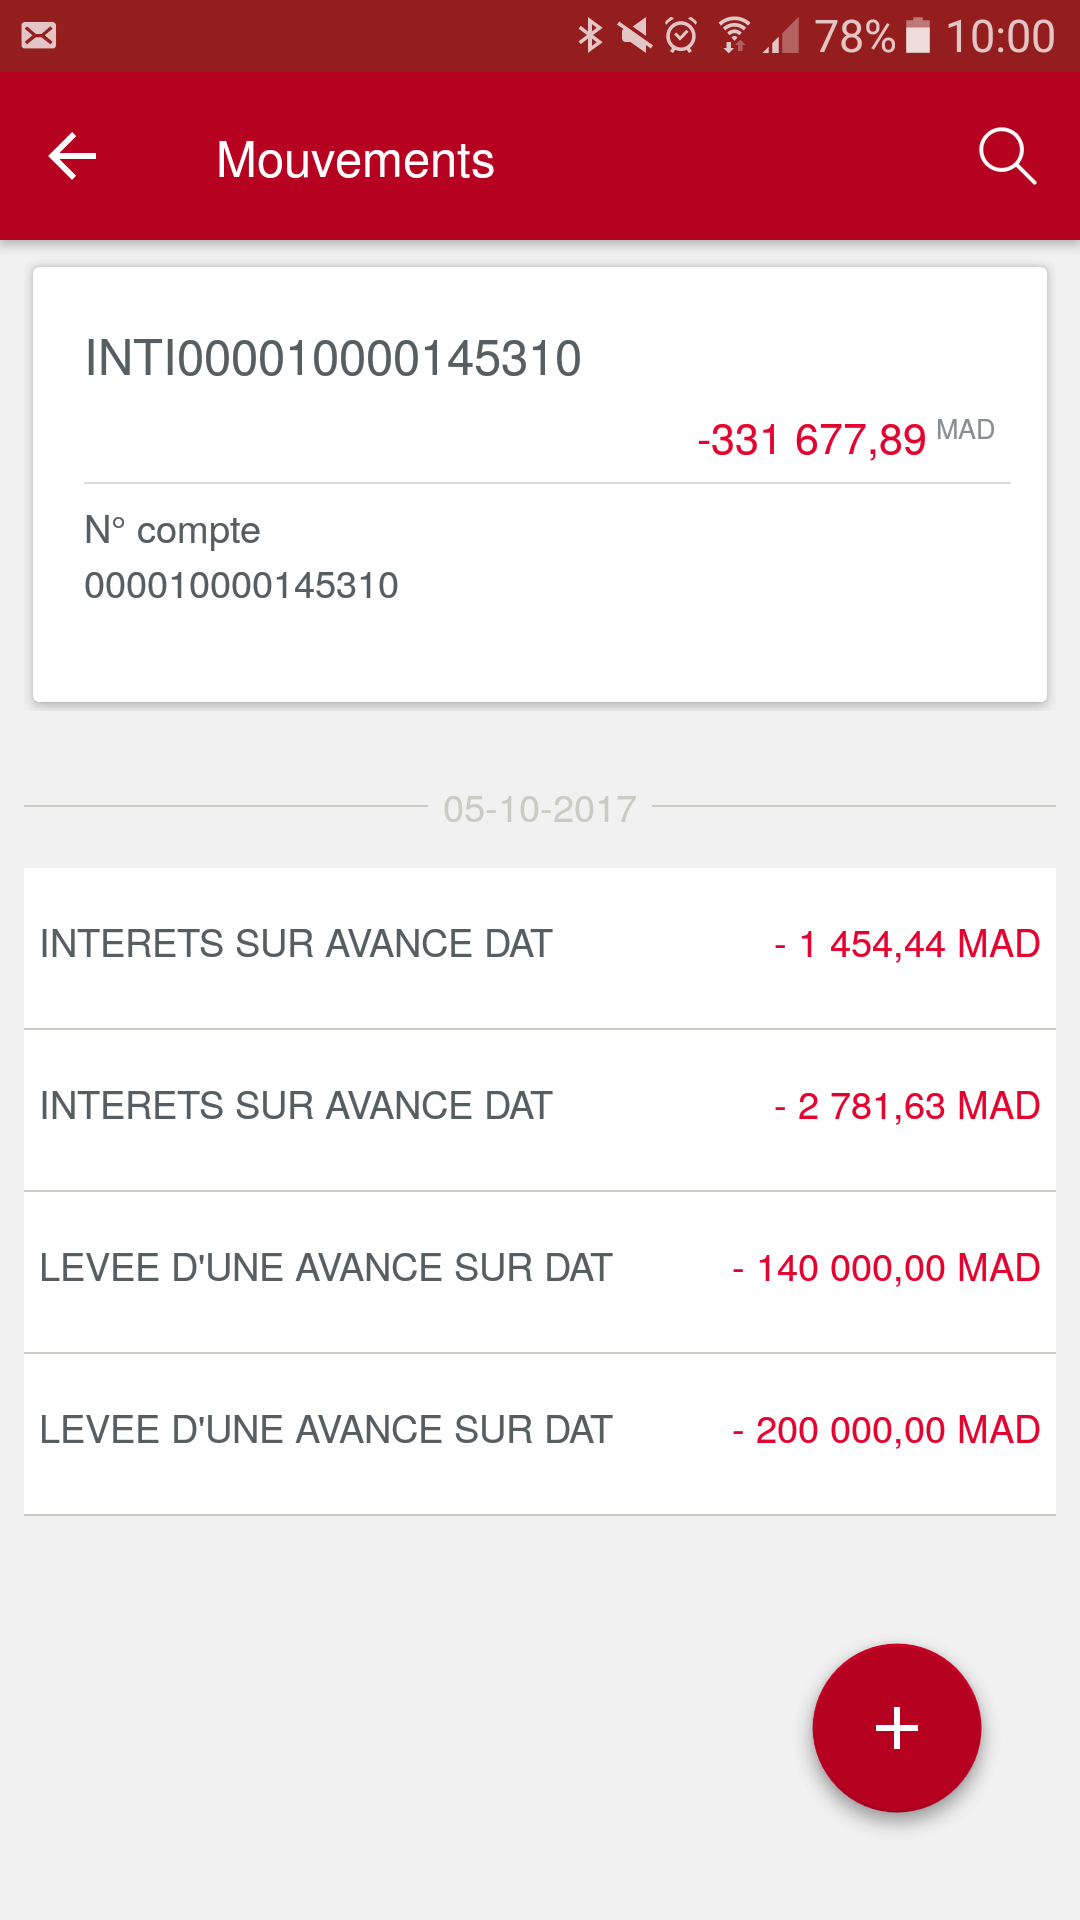 78% 10:00
Mouvements
INTI000010000145310
-331 677,89 MAD
N° compte
000010000145310
05-10-2017
INTERETS SUR AVANCE DAT - 1 454,44 MAD
INTERETS SUR AVANCE DAT - 2 781,63 MAD
LEVEE D'UNE AVANCE SUR DAT - 140 000,00 MAD
LEVEE D'UNE AVANCE SUR DAT - 200 000,00 MAD